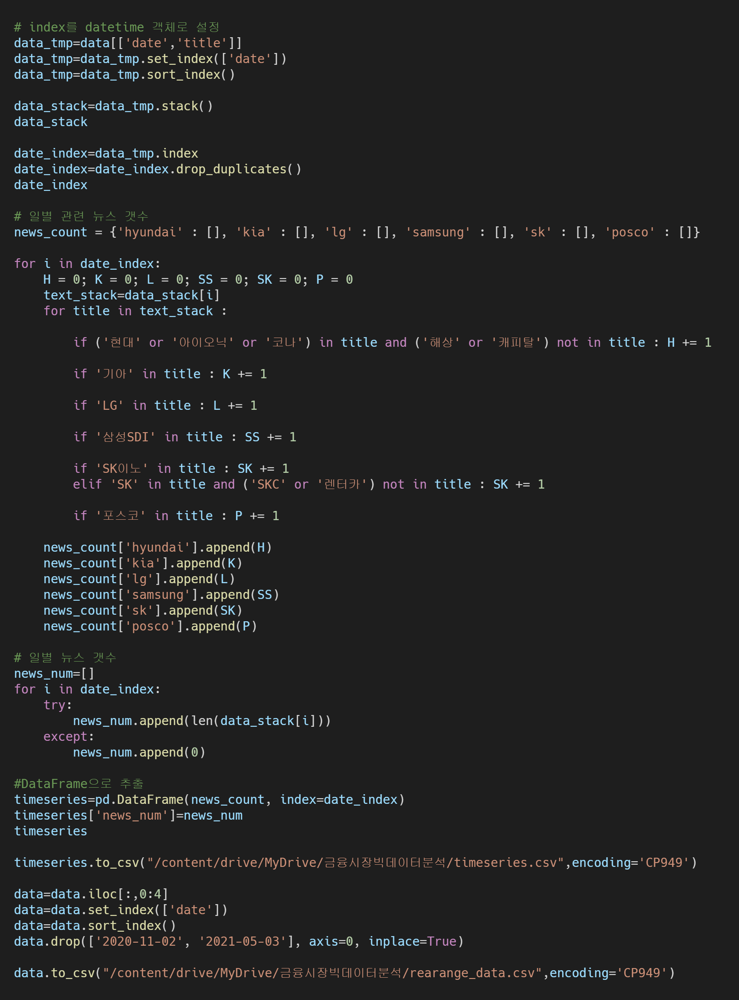 # index를 datetime 객체로 설정
data_tmp=data[['date','title']]
data_tmp=data_tmp.set_index(['date'])
data_tmp=data_tmp.sort_index()

data_stack=data_tmp.stack()
data_stack

date_index=data_tmp.index
date_index=date_index.drop_duplicates()
date_index

# 일별 관련 뉴스 갯수
news_count = {'hyundai' : [], 'kia' : [], 'lg' : [], 'samsung' : [], 'sk' : [], 'posco' : []}

for i in date_index:
    H = 0; K = 0; L = 0; SS = 0; SK = 0; P = 0
    text_stack=data_stack[i]
    for title in text_stack :

        if ('현대' or '아이오닉' or '코나') in title and ('해상' or '캐피탈') not in title : H += 1

        if '기아' in title : K += 1

        if 'LG' in title : L += 1

        if '삼성SDI' in title : SS += 1

        if 'SK이노' in title : SK += 1
        elif 'SK' in title and ('SKC' or '렌터카') not in title : SK += 1

        if '포스코' in title : P += 1

    news_count['hyundai'].append(H)
    news_count['kia'].append(K)
    news_count['lg'].append(L)
    news_count['samsung'].append(SS)
    news_count['sk'].append(SK)
    news_count['posco'].append(P)

# 일별 뉴스 갯수
news_num=[]
for i in date_index:
    try:
        news_num.append(len(data_stack[i]))
    except:
        news_num.append(0)

#DataFrame으로 추출
timeseries=pd.DataFrame(news_count, index=date_index)
timeseries['news_num']=news_num
timeseries

timeseries.to_csv("/content/drive/MyDrive/금융시장빅데이터분석/timeseries.csv",encoding='CP949')

data=data.iloc[:,0:4]
data=data.set_index(['date'])
data=data.sort_index()
data.drop(['2020-11-02', '2021-05-03'], axis=0, inplace=True)

data.to_csv("/content/drive/MyDrive/금융시장빅데이터분석/rearange_data.csv",encoding='CP949')